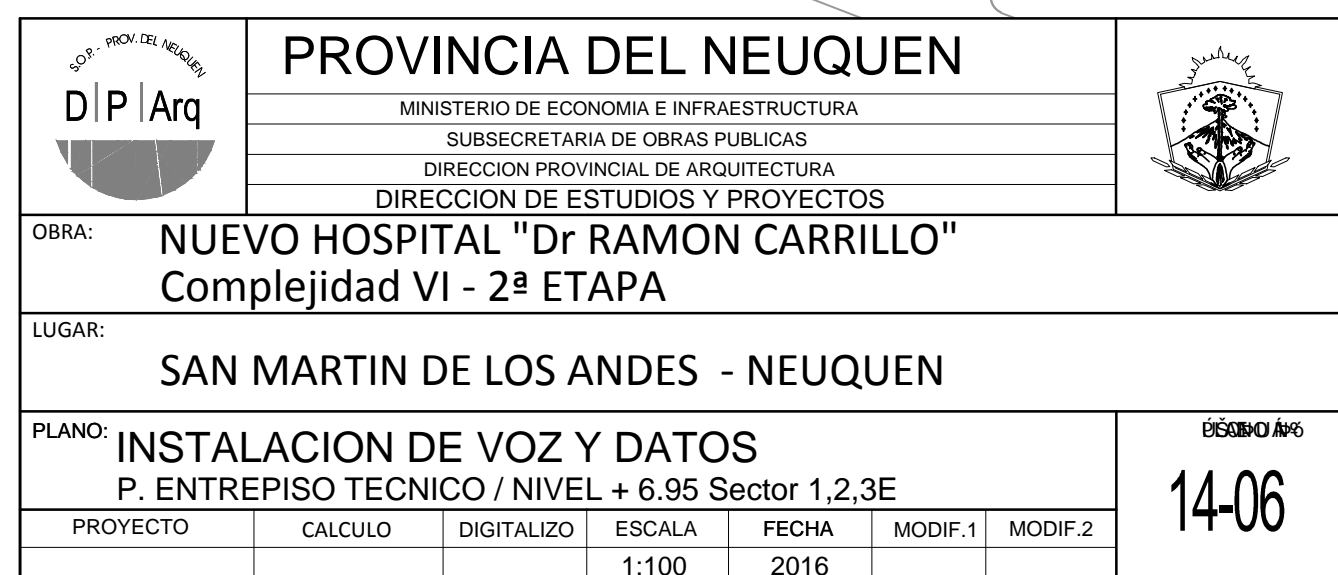 S.O.P. - PROV. DEL NEUQUEN
D|P|Arq
PROVINCIA DEL NEUQUEN
MINISTERIO DE ECONOMIA E INFRAESTRUCTURA
SUBSECRETARIA DE OBRAS PUBLICAS
DIRECCION PROVINCIAL DE ARQUITECTURA
DIRECCION DE ESTUDIOS Y PROYECTOS
OBRA: NUEVO HOSPITAL "Dr RAMON CARRILLO"
Complejidad VI - 2ª ETAPA
LUGAR:
SAN MARTIN DE LOS ANDES - NEUQUEN
PLANO: INSTALACION DE VOZ Y DATOS
P. ENTREPISO TECNICO / NIVEL + 6.95 Sector 1,2,3E
14-06
PROYECTO CALCULO DIGITALIZO ESCALA FECHA MODIF.1 MODIF.2
1:100 2016